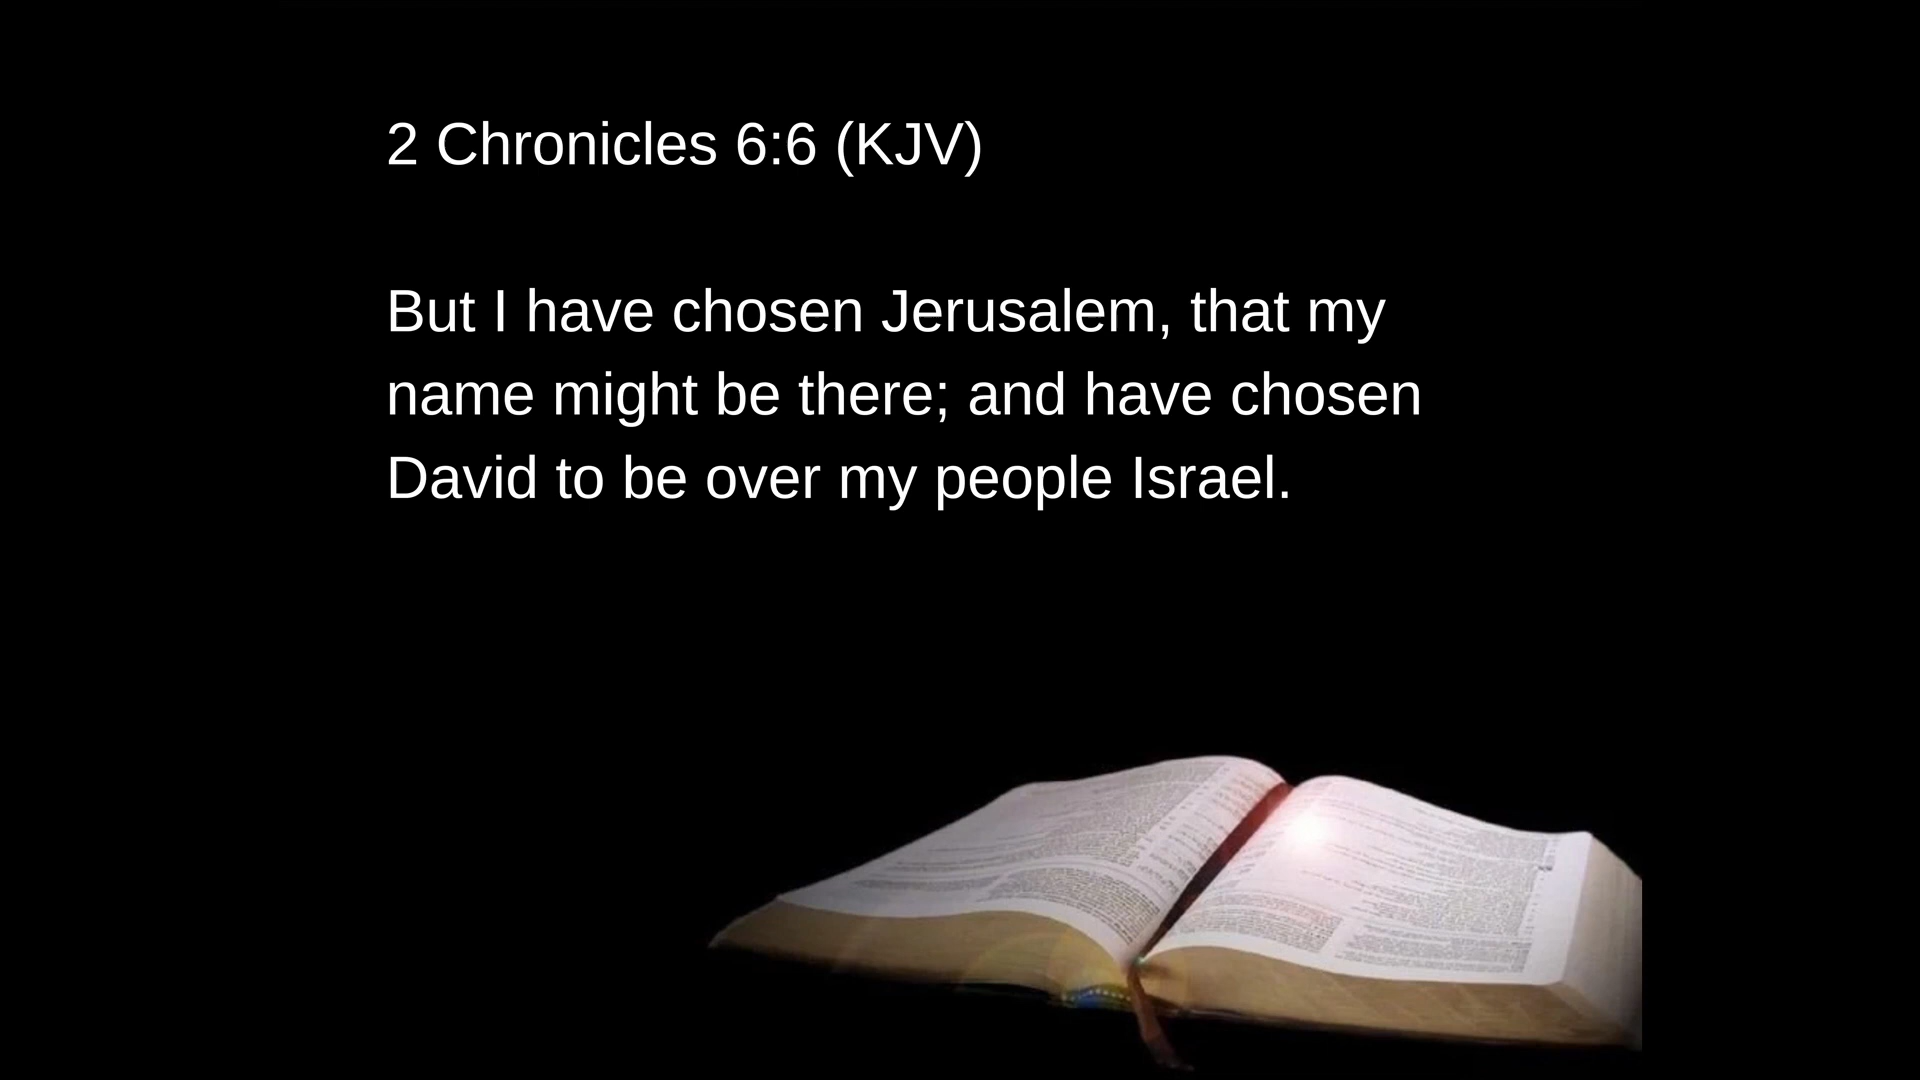 2 Chronicles 6:6 (KJV)
But I have chosen Jerusalem, that my
name might be there; and have chosen
David to be over my people Israel.